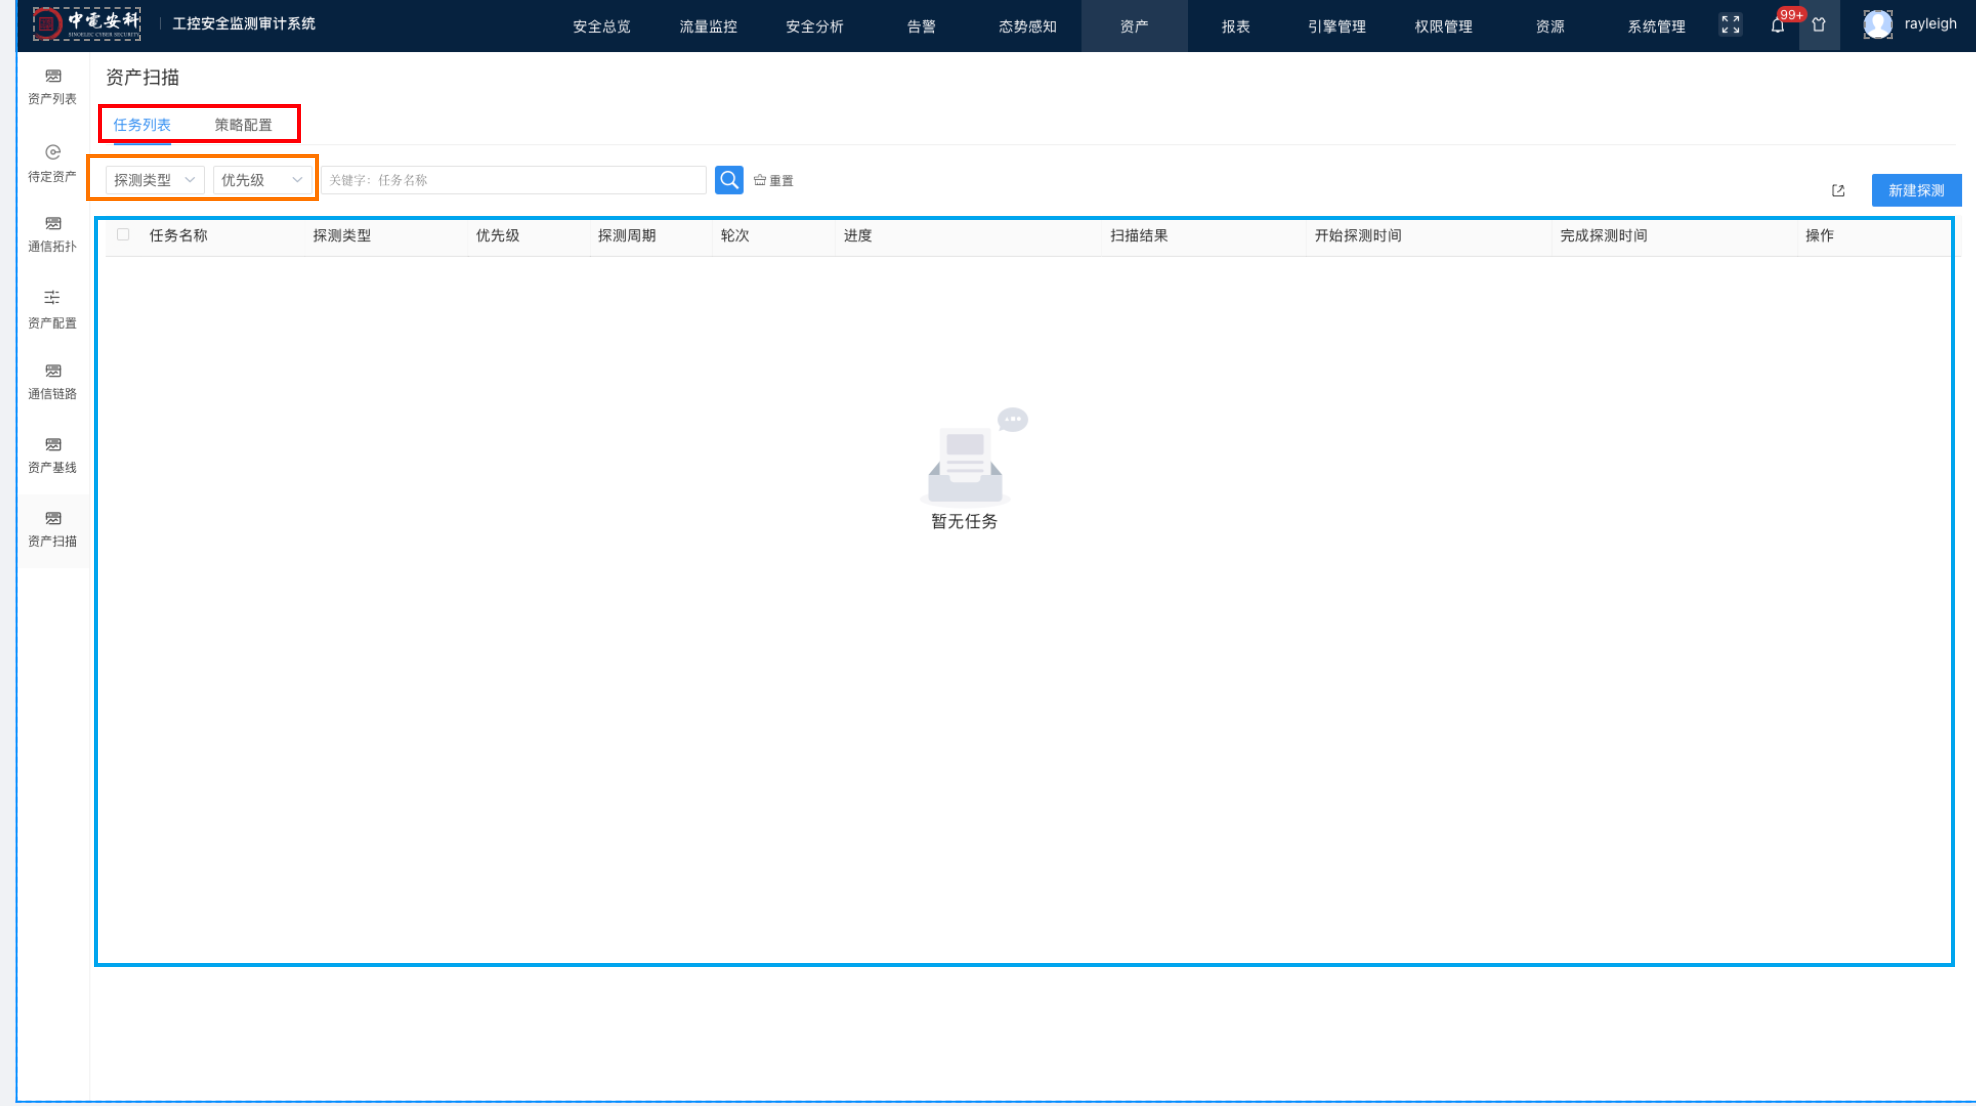 中電安科
SINOELEC CYBER SECURITY
工控安全监测审计系统
安全总览
流量监控
安全分析
告警
态势感知
资产
报表
引擎管理
权限管理
资源
系统管理
99+
rayleigh
资产列表
待定资产
通信拓扑
资产配置
通信链路
资产基线
资产扫描
资产扫描
任务列表 策略配置
探测类型 优先级 关键字：任务名称 重置
新建探测
任务名称 探测类型 优先级 探测周期 轮次 进度 扫描结果 开始探测时间 完成探测时间 操作
暂无任务